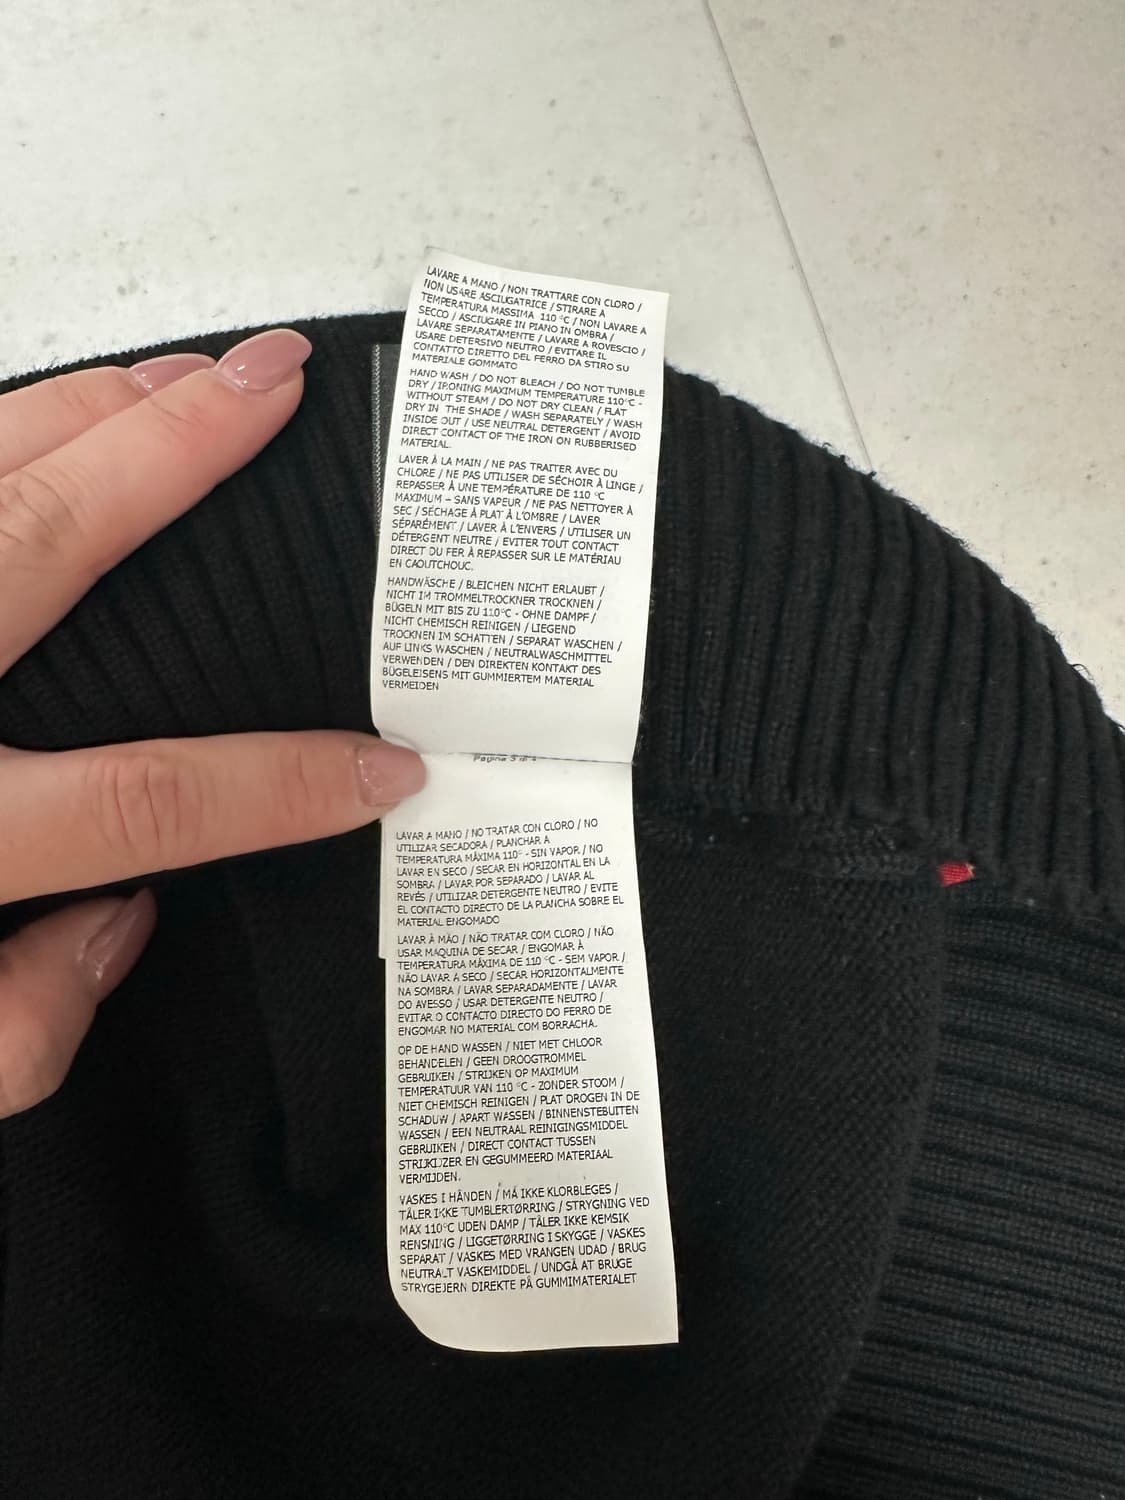 LAVARE A MANO / NON TRATTARE CON CLORO /
NON USARE ASCIUGATRICE / STIRARE A
TEMPERATURA MASSIMA 110 °C / NON LAVARE A
SECCO / ASCIUGARE IN PIANO IN OMBRA /
LAVARE SEPARATAMENTE / LAVARE A ROVESCIO /
USARE DETERSIVO NEUTRO / EVITARE IL
CONTATTO DIRETTO DEL FERRO DA STIRO SU
MATERIALE GOMMATO
HAND WASH / DO NOT BLEACH / DO NOT TUMBLE
DRY / IRONING MAXIMUM TEMPERATURE 110°C -
WITHOUT STEAM / DO NOT DRY CLEAN / FLAT
DRY IN THE SHADE / WASH SEPARATELY / WASH
INSIDE OUT / USE NEUTRAL DETERGENT / AVOID
DIRECT CONTACT OF THE IRON ON RUBBERISED
MATERIAL.
LAVER À LA MAIN / NE PAS TRAITER AVEC DU
CHLORE / NE PAS UTILISER DE SÉCHOIR À LINGE /
REPASSER À UNE TEMPÉRATURE DE 110 °C
MAXIMUM – SANS VAPEUR / NE PAS NETTOYER À
SEC / SÉCHAGE À PLAT À L'OMBRE / LAVER
SÉPARÉMENT / LAVER À L'ENVERS / UTILISER UN
DÉTERGENT NEUTRE / EVITER TOUT CONTACT
DIRECT DU FER À REPASSER SUR LE MATÉRIAU
EN CAOUTCHOUC.
HANDWÄSCHE / BLEICHEN NICHT ERLAUBT /
NICHT IM TROMMELTROCKNER TROCKNEN /
BÜGELN MIT BIS ZU 110°C - OHNE DAMPF /
NICHT CHEMISCH REINIGEN / LIEGEND
TROCKNEN IM SCHATTEN / SEPARAT WASCHEN /
AUF LINKS WASCHEN / NEUTRALWASCHMITTEL
VERWENDEN / DEN DIREKTEN KONTAKT DES
BÜGELEISENS MIT GUMMIERTEM MATERIAL
VERMEIDEN
Pagina 3 di 4
LAVAR A MANO / NO TRATAR CON CLORO / NO
UTILIZAR SECADORA / PLANCHAR A
TEMPERATURA MÁXIMA 110° - SIN VAPOR / NO
LAVAR EN SECO / SECAR EN HORIZONTAL EN LA
SOMBRA / LAVAR POR SEPARADO / LAVAR AL
REVÉS / UTILIZAR DETERGENTE NEUTRO / EVITE
EL CONTACTO DIRECTO DE LA PLANCHA SOBRE EL
MATERIAL ENGOMADO
LAVAR À MÃO / NÃO TRATAR COM CLORO / NÃO
USAR MAQUINA DE SECAR / ENGOMAR À
TEMPERATURA MÁXIMA DE 110 °C - SEM VAPOR /
NÃO LAVAR A SECO / SECAR HORIZONTALMENTE
NA SOMBRA / LAVAR SEPARADAMENTE / LAVAR
DO AVESSO / USAR DETERGENTE NEUTRO /
EVITAR O CONTACTO DIRECTO DO FERRO DE
ENGOMAR NO MATERIAL COM BORRACHA.
OP DE HAND WASSEN / NIET MET CHLOOR
BEHANDELEN / GEEN DROOGTROMMEL
GEBRUIKEN / STRIJKEN OP MAXIMUM
TEMPERATUUR VAN 110 °C - ZONDER STOOM /
NIET CHEMISCH REINIGEN / PLAT DROGEN IN DE
SCHADUW / APART WASSEN / BINNENSTEBUITEN
WASSEN / EEN NEUTRAAL REINIGINGSMIDDEL
GEBRUIKEN / DIRECT CONTACT TUSSEN
STRIJKIJZER EN GEGUMMEERD MATERIAAL
VERMIJDEN.
VASKES I HÅNDEN / MÅ IKKE KLORBLEGES /
TÅLER IKKE TUMBLERTØRRING / STRYGNING VED
MAX 110°C UDEN DAMP / TÅLER IKKE KEMSIK
RENSNING / LIGGETØRRING I SKYGGE / VASKES
SEPARAT / VASKES MED VRANGEN UDAD / BRUG
NEUTRALT VASKEMIDDEL / UNDGÅ AT BRUGE
STRYGEJERN DIREKTE PÅ GUMMIMATERIALET